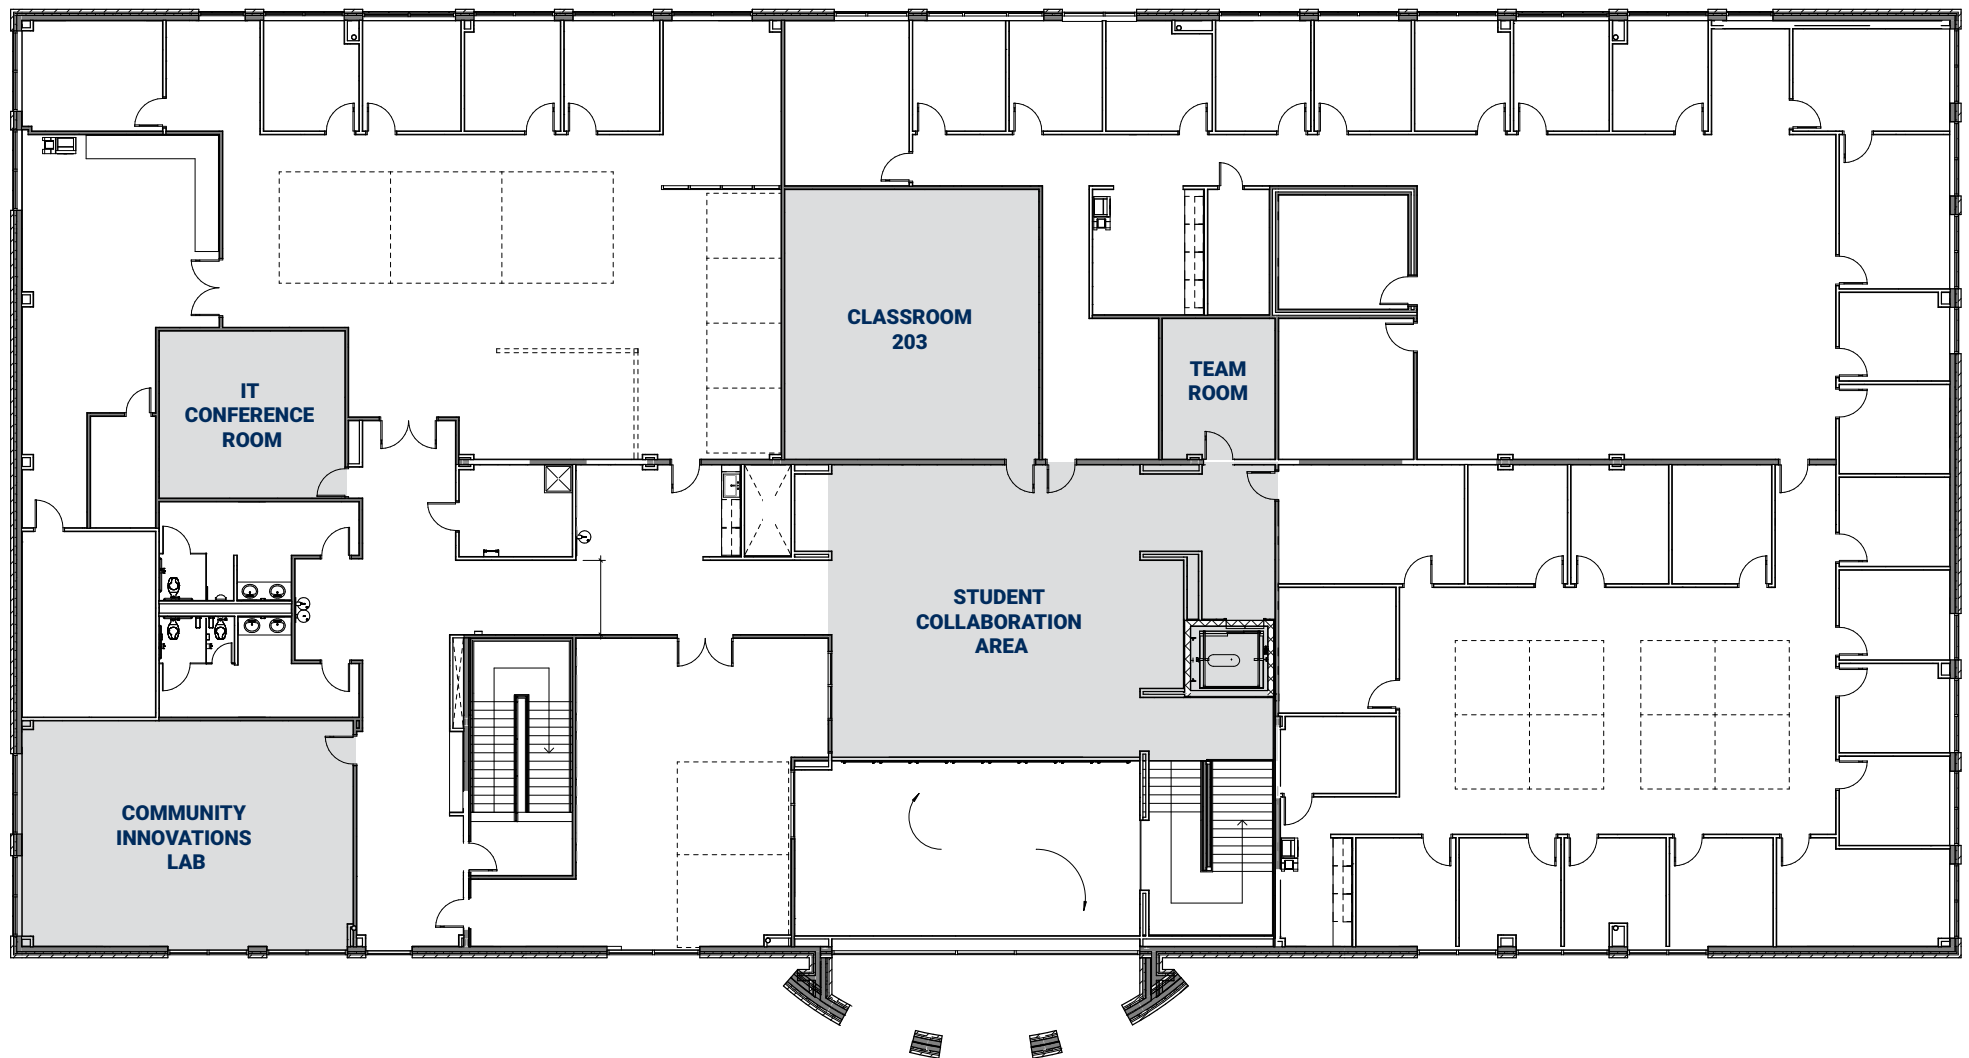 CLASSROOM
203
TEAM
ROOM
IT
CONFERENCE
ROOM
STUDENT
COLLABORATION
AREA
COMMUNITY
INNOVATIONS
LAB